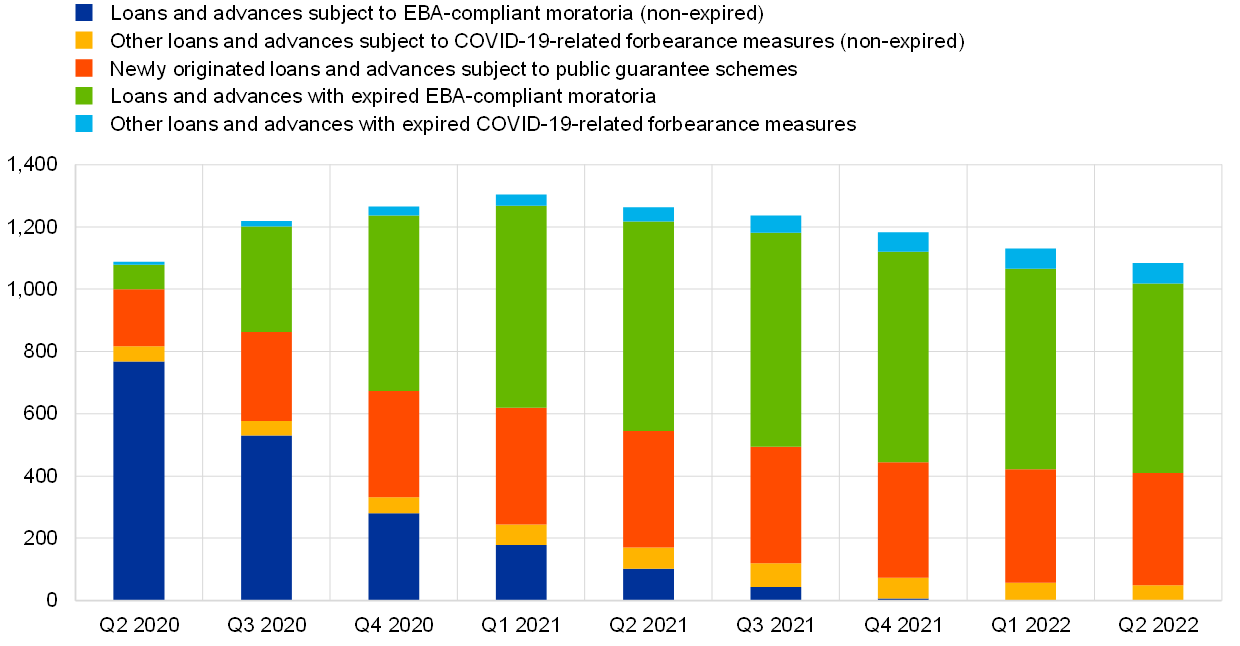 Loans and advances subject to EBA-compliant moratoria (non-expired)
Other loans and advances subject to COVID-19-related forbearance measures (non-expired)
Newly originated loans and advances subject to public guarantee schemes
Loans and advances with expired EBA-compliant moratoria
Other loans and advances with expired COVID-19-related forbearance measures
1,400
1,200
1,000
800
600
400
200
0
Q2 2020 Q3 2020 Q4 2020 Q1 2021 Q2 2021 Q3 2021 Q4 2021 Q1 2022 Q2 2022